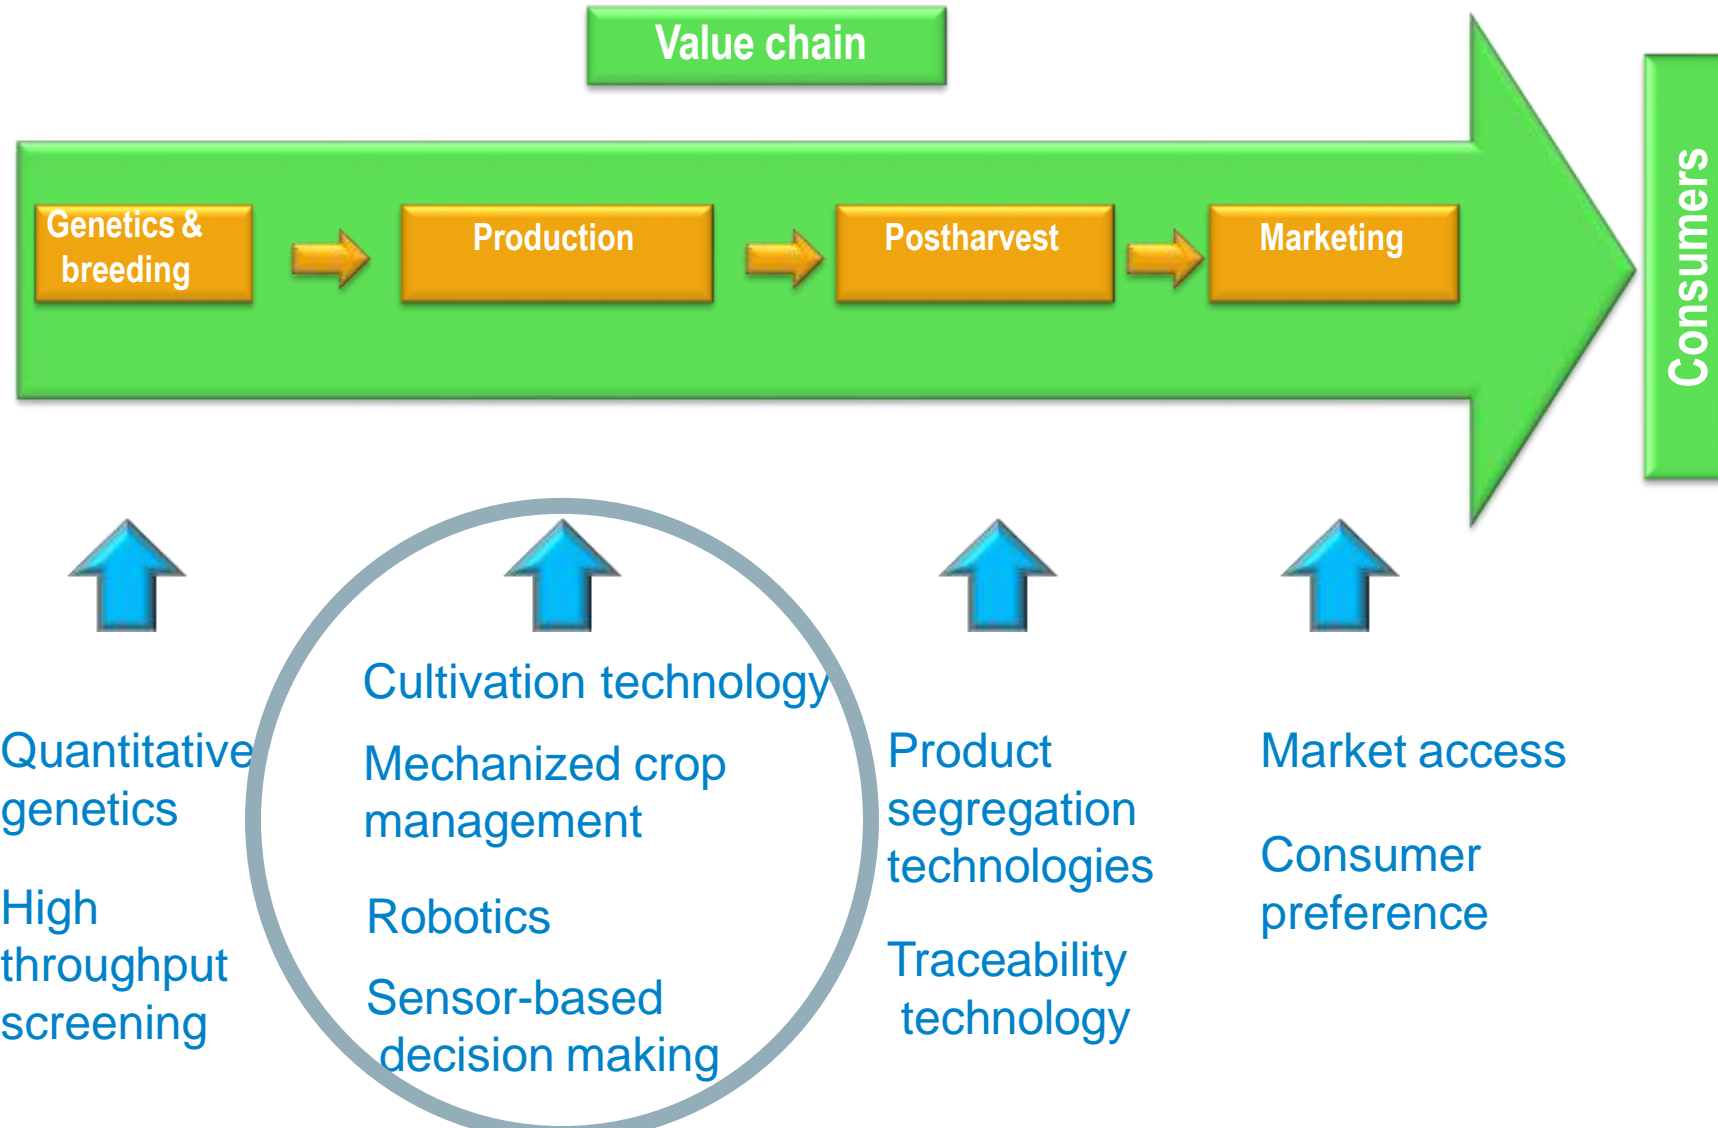 Value chain
Genetics &
breeding
Production
Postharvest
Marketing
Consumers
Quantitative
genetics
High
throughput
screening
Cultivation technology
Mechanized crop
management
Robotics
Sensor-based
decision making
Product
segregation
technologies
Traceability
technology
Market access
Consumer
preference